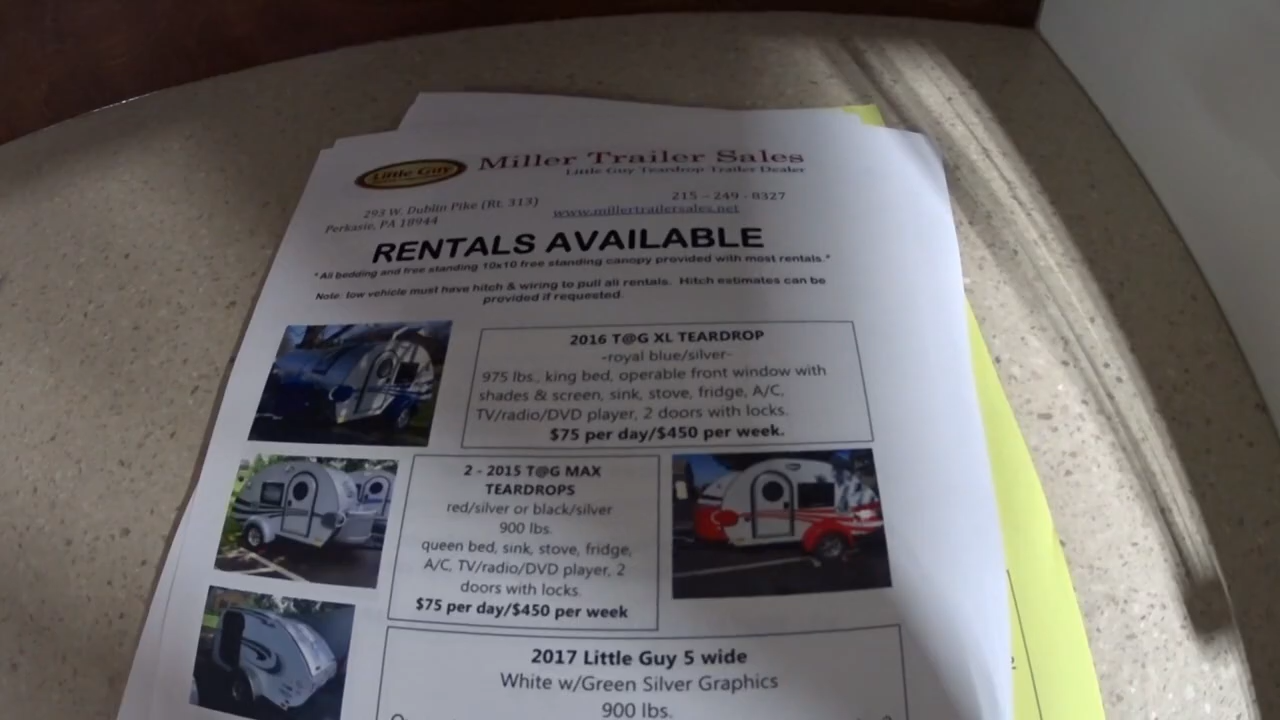 Little Guy
Miller Trailer Sales
Little Guy Teardrop Trailer Dealer
293 W. Dublin Pike (Rt. 313)
Perkasie, PA 18944
215 – 249 - 8327
www.millertrailersales.net
RENTALS AVAILABLE
*All bedding and free standing 10x10 free standing canopy provided with most rentals.*
Note: tow vehicle must have hitch & wiring to pull all rentals. Hitch estimates can be
provided if requested.
2016 T@G XL TEARDROP
-royal blue/silver-
975 lbs., king bed, operable front window with
shades & screen, sink, stove, fridge, A/C,
TV/radio/DVD player, 2 doors with locks.
$75 per day/$450 per week.
2 - 2015 T@G MAX
TEARDROPS
red/silver or black/silver
900 lbs.
queen bed, sink, stove, fridge,
A/C, TV/radio/DVD player, 2
doors with locks.
$75 per day/$450 per week
2017 Little Guy 5 wide
White w/Green Silver Graphics
900 lbs.